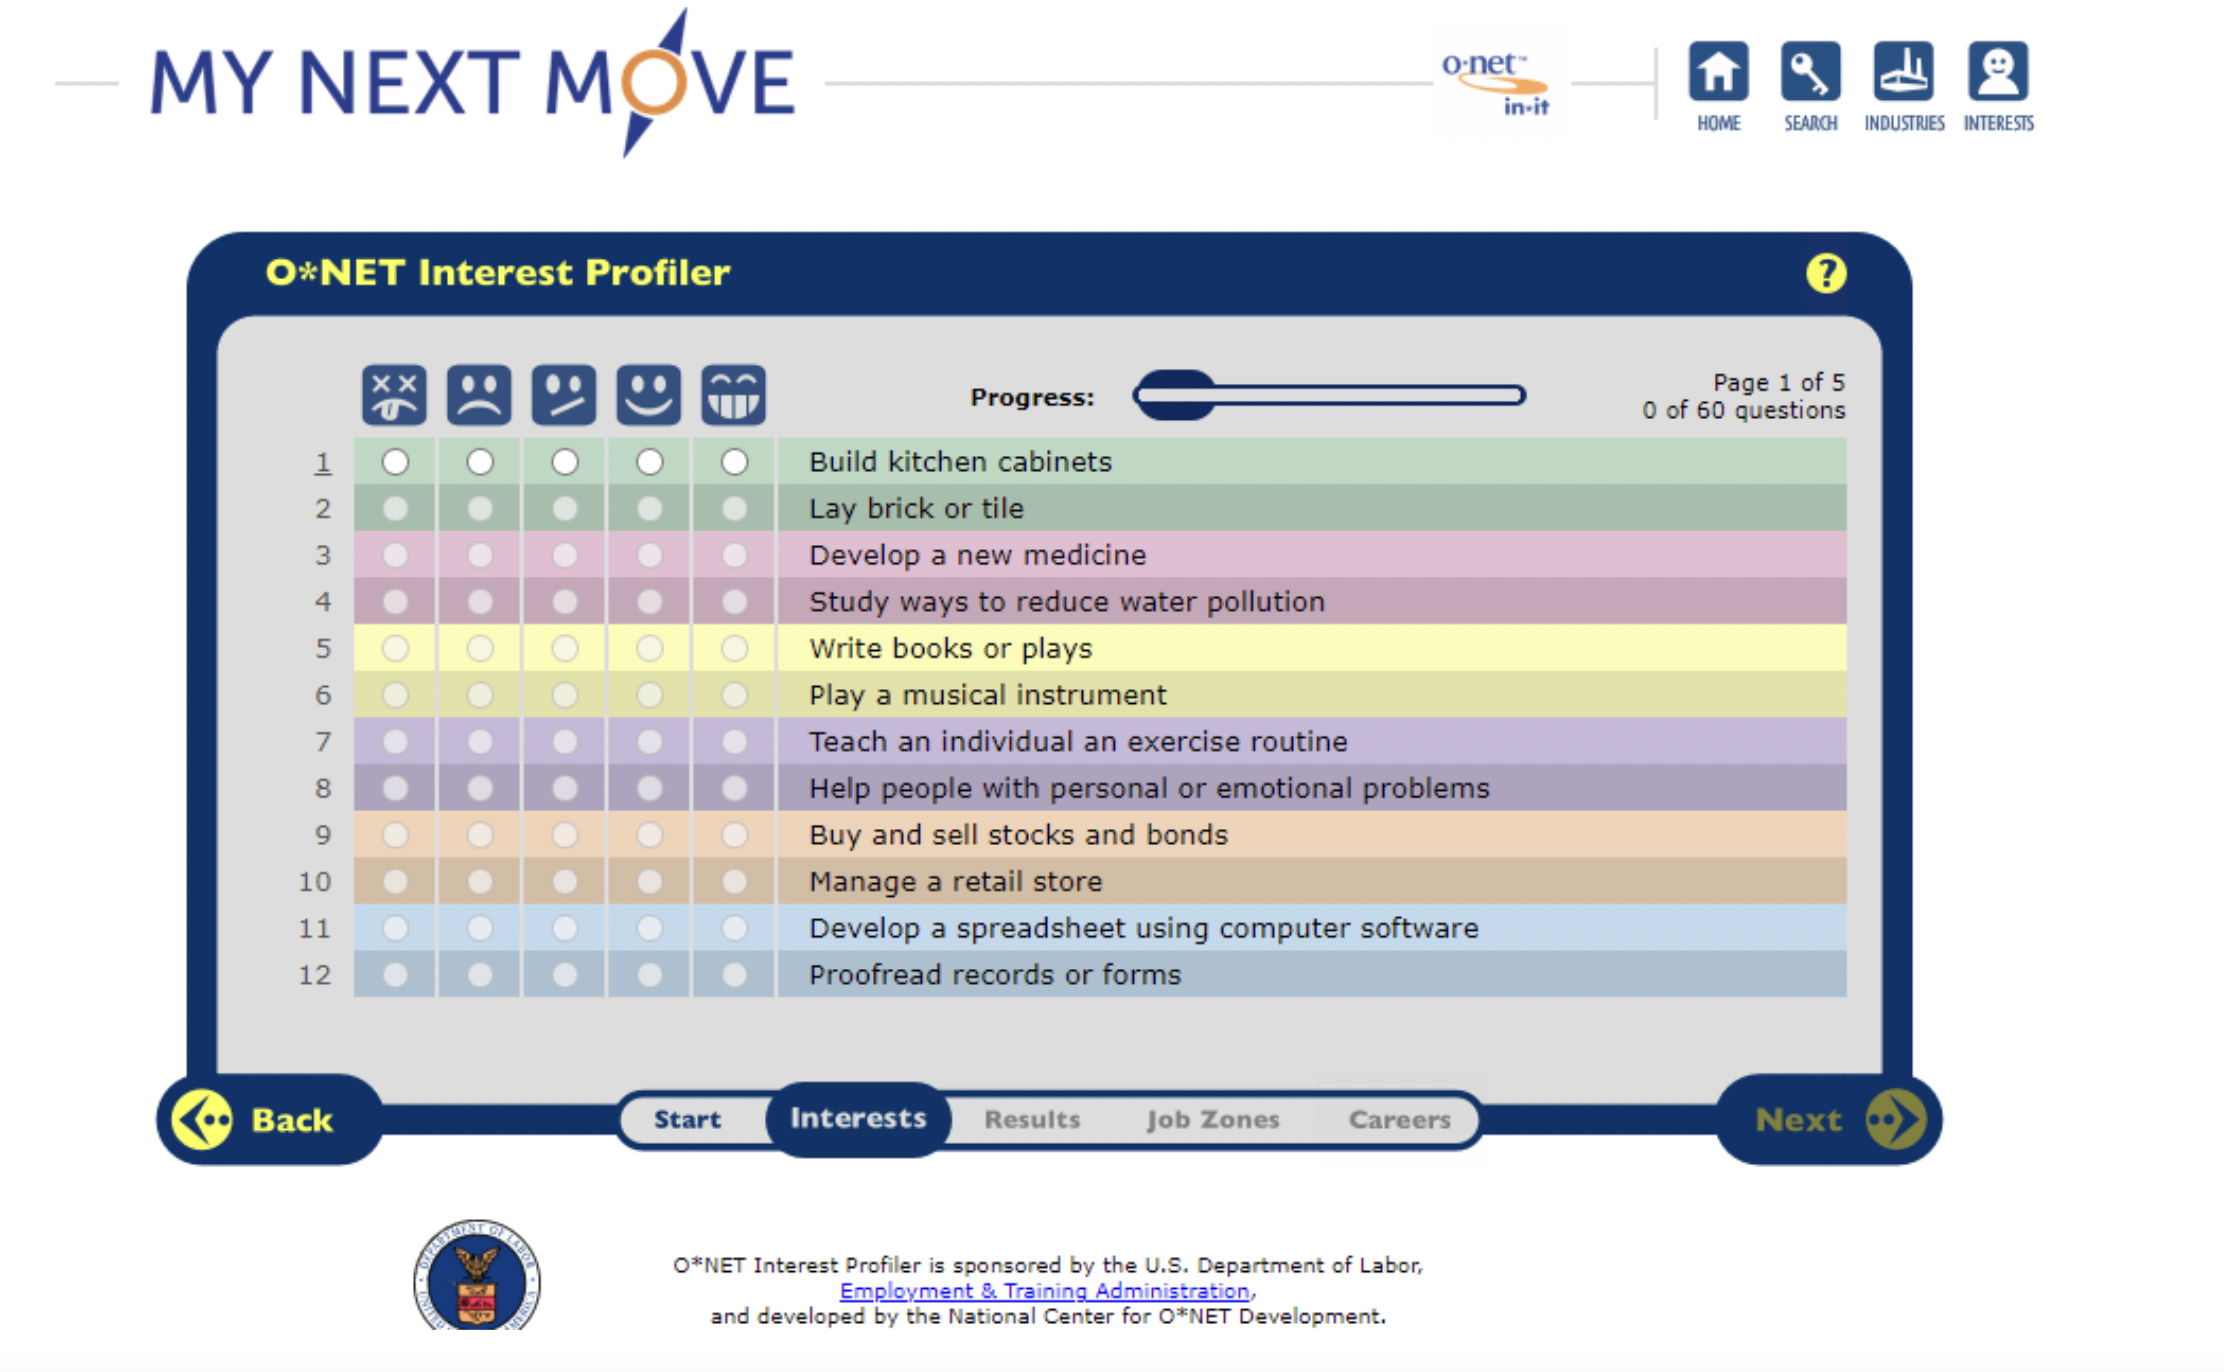 MY NEXT MOVE
o·net™
in·it
HOME SEARCH INDUSTRIES INTERESTS
O*NET Interest Profiler
?
Progress:
Page 1 of 5
0 of 60 questions
1 Build kitchen cabinets
2 Lay brick or tile
3 Develop a new medicine
4 Study ways to reduce water pollution
5 Write books or plays
6 Play a musical instrument
7 Teach an individual an exercise routine
8 Help people with personal or emotional problems
9 Buy and sell stocks and bonds
10 Manage a retail store
11 Develop a spreadsheet using computer software
12 Proofread records or forms
Back Start Interests Results Job Zones Careers Next
DEPARTMENT OF LABOR
O*NET Interest Profiler is sponsored by the U.S. Department of Labor,
Employment & Training Administration,
and developed by the National Center for O*NET Development.